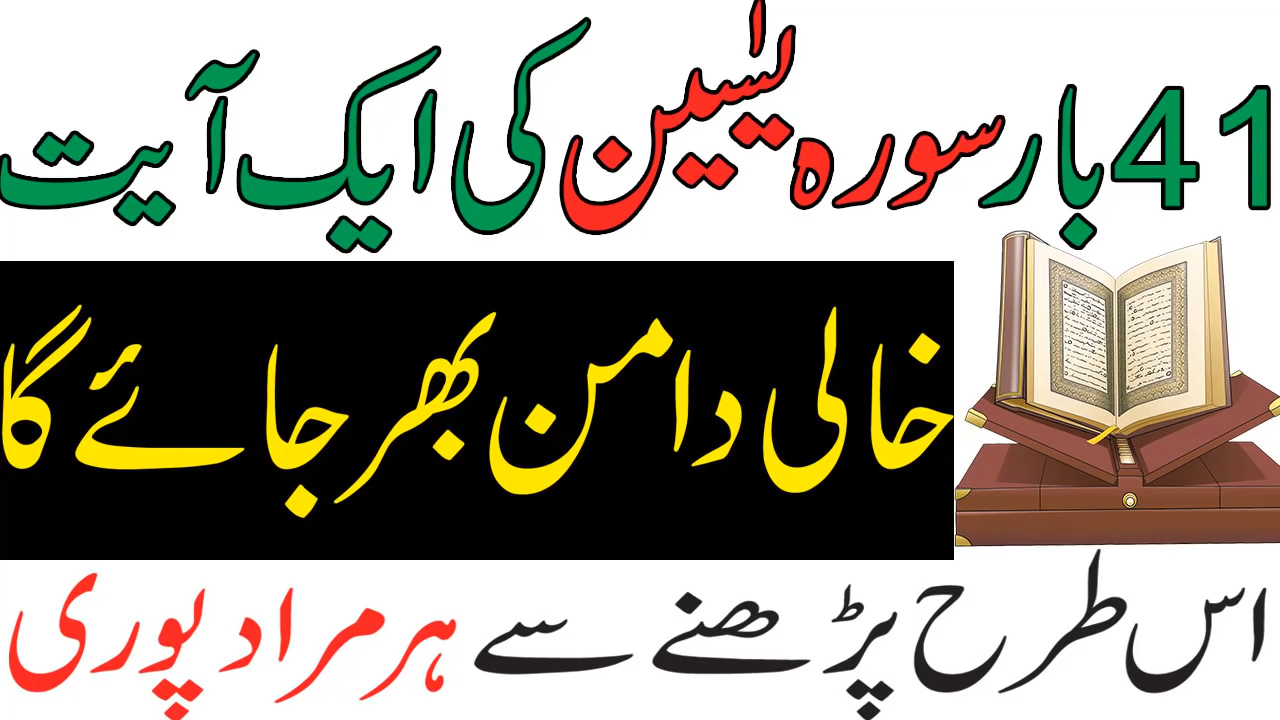 41 بار سورہ یٰسین کی ایک آیت
خالی دامن بھر جائے گا
اس طرح پڑھنے سے ہر مراد پوری